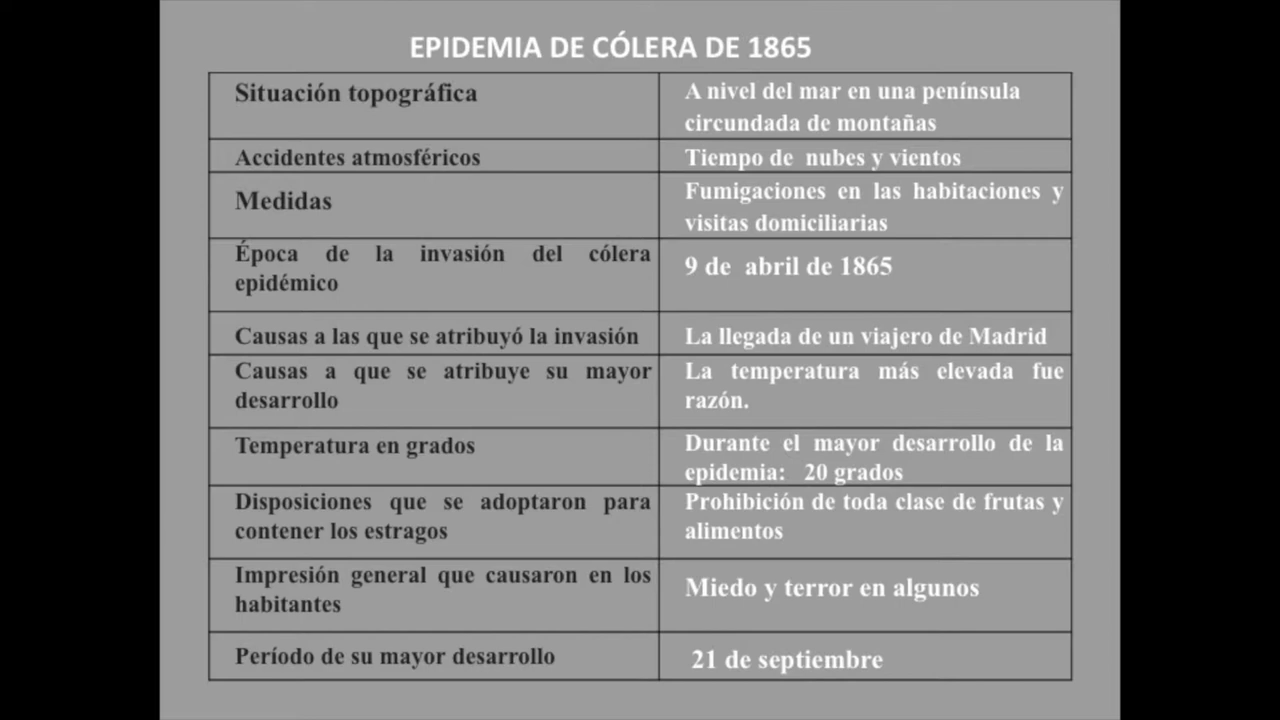 EPIDEMIA DE CÓLERA DE 1865
Situación topográfica
A nivel del mar en una península
circundada de montañas
Accidentes atmosféricos
Tiempo de nubes y vientos
Medidas
Fumigaciones en las habitaciones y
visitas domiciliarias
Época de la invasión del cólera
epidémico
9 de abril de 1865
Causas a las que se atribuyó la invasión
La llegada de un viajero de Madrid
Causas a que se atribuye su mayor
desarrollo
La temperatura más elevada fue
razón.
Temperatura en grados
Durante el mayor desarrollo de la
epidemia: 20 grados
Disposiciones que se adoptaron para
contener los estragos
Prohibición de toda clase de frutas y
alimentos
Impresión general que causaron en los
habitantes
Miedo y terror en algunos
Período de su mayor desarrollo
21 de septiembre